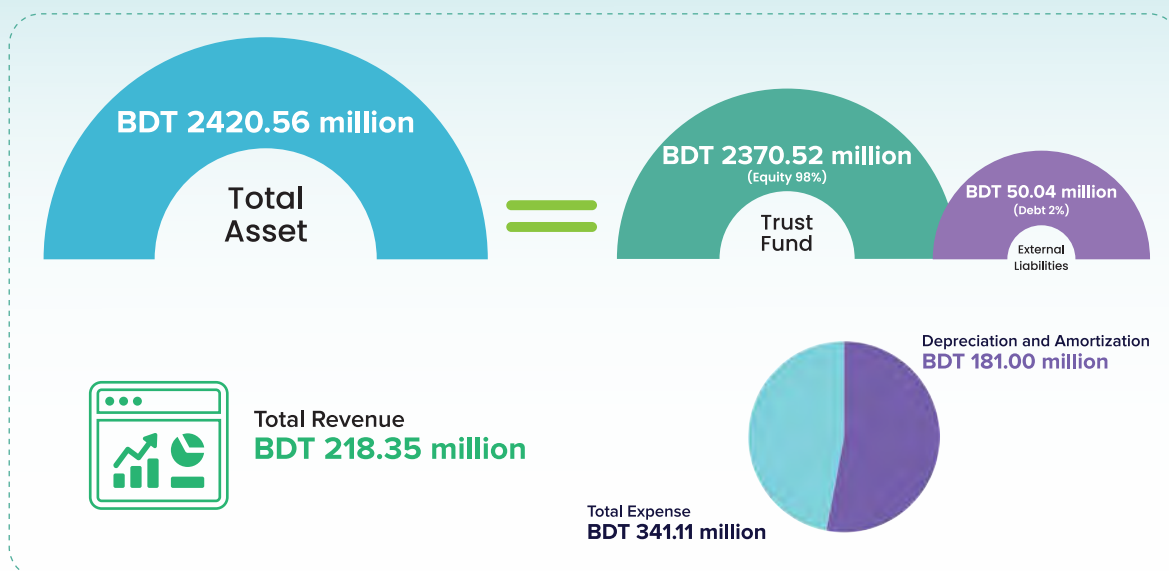 BDT 2420.56 million
Total
Asset
BDT 2370.52 million
(Equity 98%)
Trust
Fund
BDT 50.04 million
(Debt 2%)
External
Liabilities
Total Revenue
BDT 218.35 million
Depreciation and Amortization
BDT 181.00 million
Total Expense
BDT 341.11 million